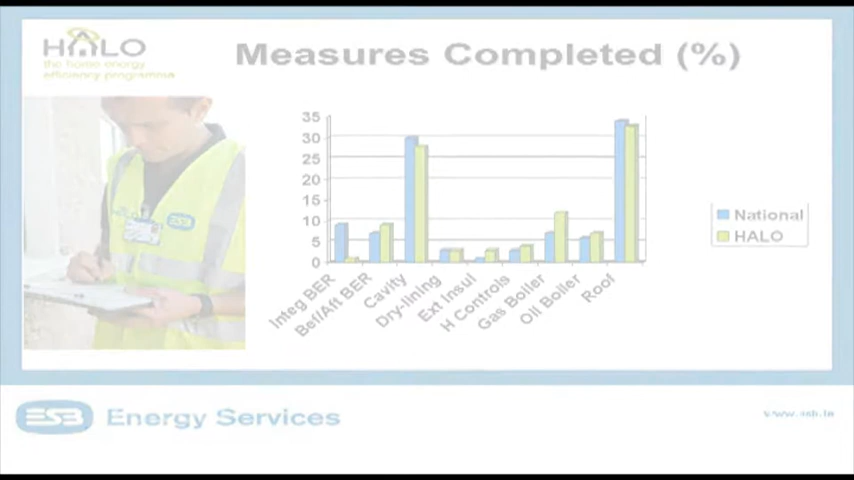 HALO
the home energy
efficiency programme
Measures Completed (%)
35
30
25
20
15
10
5
0
Integ BER
Bef/Aft BER
Cavity
Dry-lining
Ext Insul
H Controls
Gas Boiler
Oil Boiler
Roof
National
HALO
HALO
ESB
ESB Energy Services
www.esb.ie